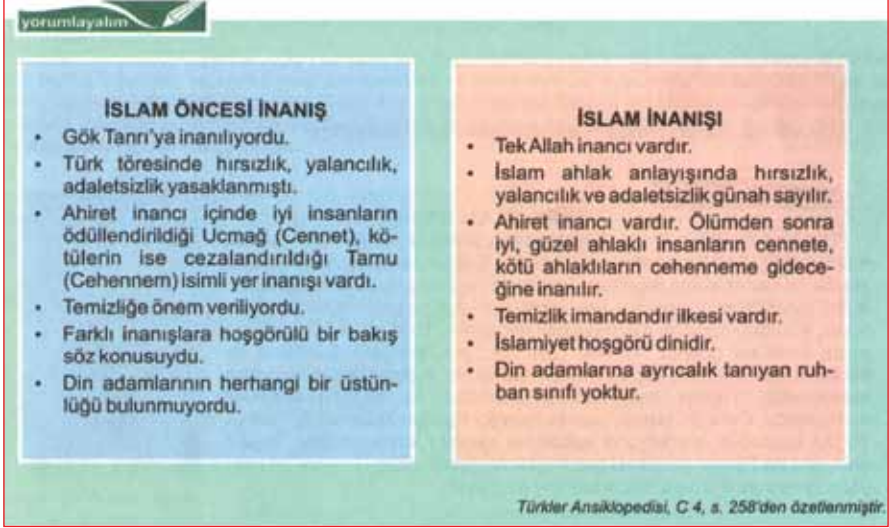 yorumlayalım
İSLAM ÖNCESİ İNANIŞ
• Gök Tanrı'ya inanılıyordu.
• Türk töresinde hırsızlık, yalancılık,
adaletsizlik yasaklanmıştı.
• Ahiret inancı içinde iyi insanların
ödüllendirildiği Ucmağ (Cennet), kö-
tülerin ise cezalandırıldığı Tamu
(Cehennem) isimli yer inanışı vardı.
• Temizliğe önem veriliyordu.
• Farklı inanışlara hoşgörülü bir bakış
söz konusuydu.
• Din adamlarının herhangi bir üstün-
lüğü bulunmuyordu.
İSLAM İNANIŞI
• Tek Allah inancı vardır.
• İslam ahlak anlayışında hırsızlık,
yalancılık ve adaletsizlik günah sayılır.
• Ahiret inancı vardır. Ölümden sonra
iyi, güzel ahlaklı insanların cennete,
kötü ahlaklıların cehenneme gidece-
ğine inanılır.
• Temizlik imandandır ilkesi vardır.
• İslamiyet hoşgörü dinidir.
• Din adamlarına ayrıcalık tanıyan ruh-
ban sınıfı yoktur.
Türkler Ansiklopedisi, C 4, s. 258'den özetlenmiştir.